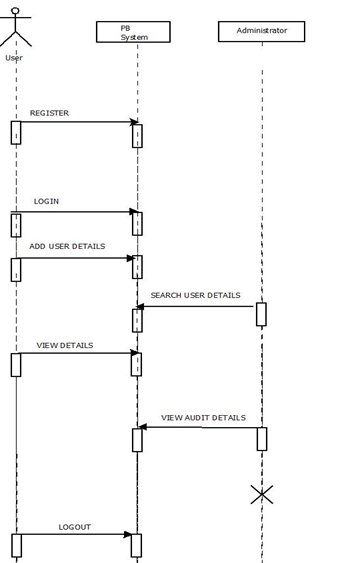 PB
System
Administrator
User
REGISTER
LOGIN
ADD USER DETAILS
SEARCH USER DETAILS
VIEW DETAILS
VIEW AUDIT DETAILS
LOGOUT